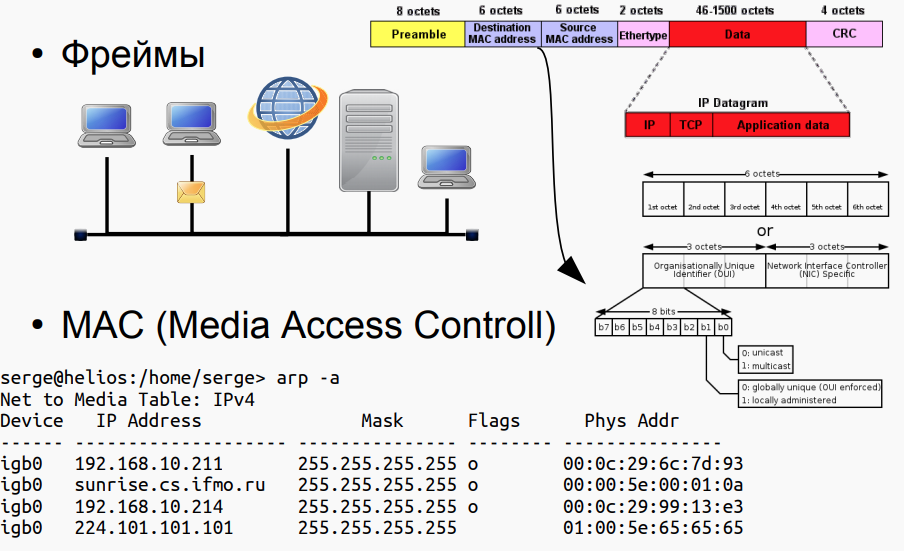 8 octets 6 octets 6 octets 2 octets 46-1500 octets 4 octets
Preamble Destination MAC address Source MAC address Ethertype Data CRC
• Фреймы
IP Datagram
IP TCP Application data
6 octets
1st octet 2nd octet 3rd octet 4th octet 5th octet 6th octet
or
3 octets 3 octets
Organisationally Unique Identifier (OUI) Network Interface Controller (NIC) Specific
8 bits
b7 b6 b5 b4 b3 b2 b1 b0
0: unicast
1: multicast
0: globally unique (OUI enforced)
1: locally administered
• MAC (Media Access Controll)
serge@helios:/home/serge> arp -a
Net to Media Table: IPv4
Device   IP Address               Mask      Flags      Phys Addr
------ -------------------- --------------- -------- ---------------
igb0   192.168.10.211       255.255.255.255 o        00:0c:29:6c:7d:93
igb0   sunrise.cs.ifmo.ru   255.255.255.255 o        00:00:5e:00:01:0a
igb0   192.168.10.214       255.255.255.255 o        00:0c:29:99:13:e3
igb0   224.101.101.101      255.255.255.255          01:00:5e:65:65:65